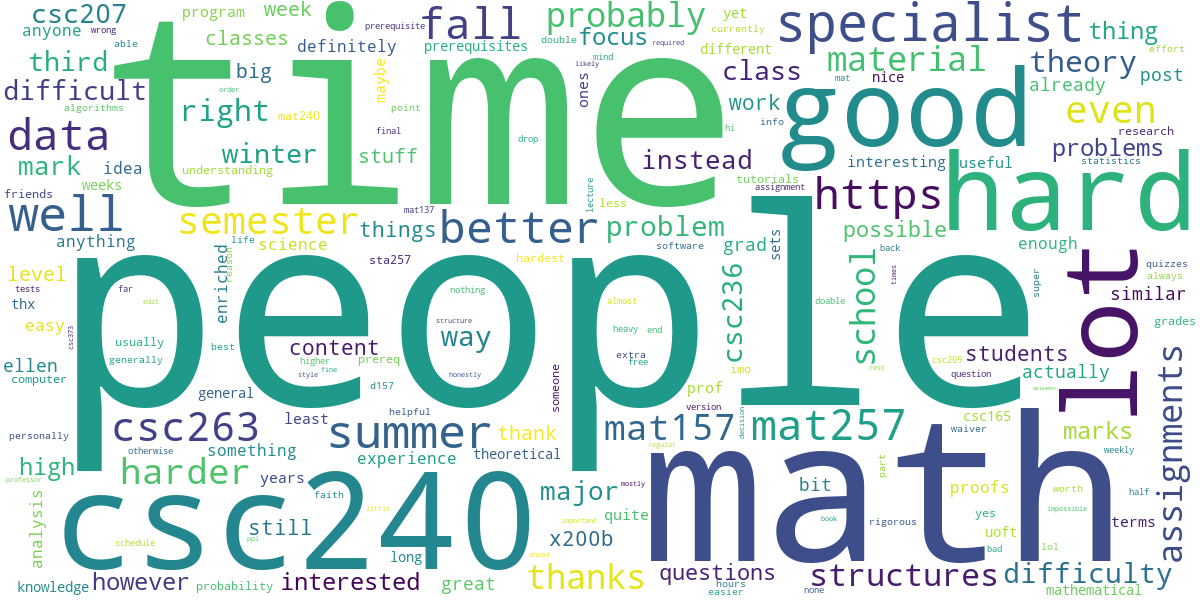 csc207
program
week
fall
probably
specialist
anyone
classes
prerequisite
wrong
double
focus
yet
currently
required
thing
third
definitely
prerequisites
different
able
time
mind
likely
material
theory
post
effort
difficult
big
maybe
class
mat
nice
already
algorithms
order
ones
work
info
good
even
data
right
mat240
point
final
drop
hi
research
problems
mark
idea
winter
stuff
instead
interesting
useful
statistics
weeks
understanding
tutorials
assignment
friends
lecture
less
https
hard
well
semester
mat137
better
problem
possible
anything
life
things
software
grad
sets
back
enough
science
reason
enriched
sta257
hardest
csc236
school
lot
quizzes
always
level
tests
far
nothing
super
similar
thx
edit
people
almost
doable
times
grades
easy
csc373
usually
structure
heavy
end
content
way
extra
free
imo
csc209
students
ellen
generally
best
higher
prereq
question
actually
computer
style
fine
honestly
someone
prof
rest
general
d157
version
csc263
least
helpful
summer
mat157
decision
mat257
csc165
assignments
personally
something
thank
waiver
marks
otherwise
theoretical
regular
weekly
high
harder
years
experience
math
part
professor
major
bit
proofs
worth
half
analysis
csc240
faith
little
mostly
book
rigorous
yes
impossible
terms
still
important
quite
uoft
schedule
ppl
long
x200b
bad
lol
ahead
knowledge
however
probability
interested
great
thanks
questions
hours
easier
none
structures
difficulty
mathematical